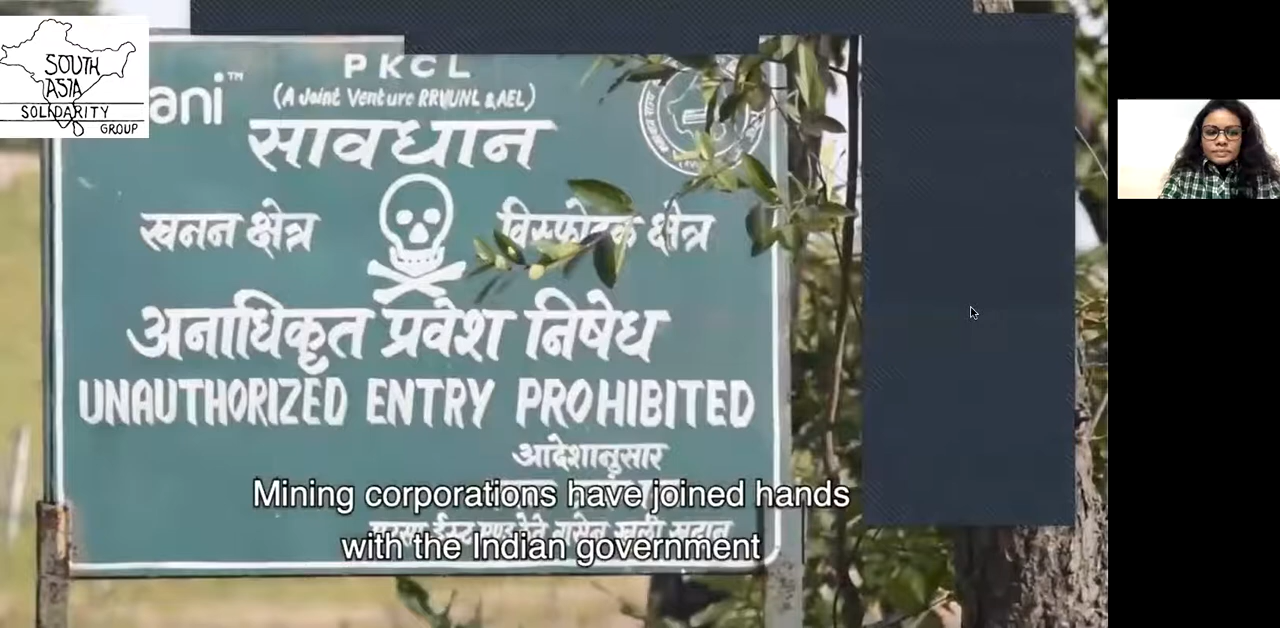 SOUTH
ASIA
SOLIDARITY
GROUP
ani™
PKCL
(A Joint Venture RRVUNL & AEL)
सावधान
खनन क्षेत्र
विस्फोटक क्षेत्र
अनाधिकृत प्रवेश निषेध
UNAUTHORIZED ENTRY PROHIBITED
आदेशानुसार
Mining corporations have joined hands
with the Indian government